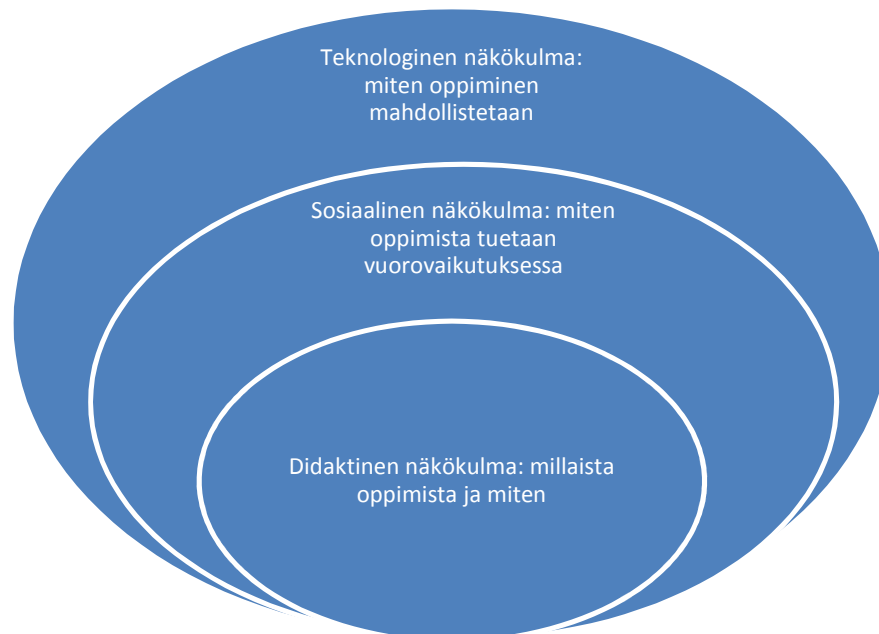 Teknologinen näkökulma:
miten oppiminen
mahdollistetaan
Sosiaalinen näkökulma: miten
oppimista tuetaan
vuorovaikutuksessa
Didaktinen näkökulma: millaista
oppimista ja miten